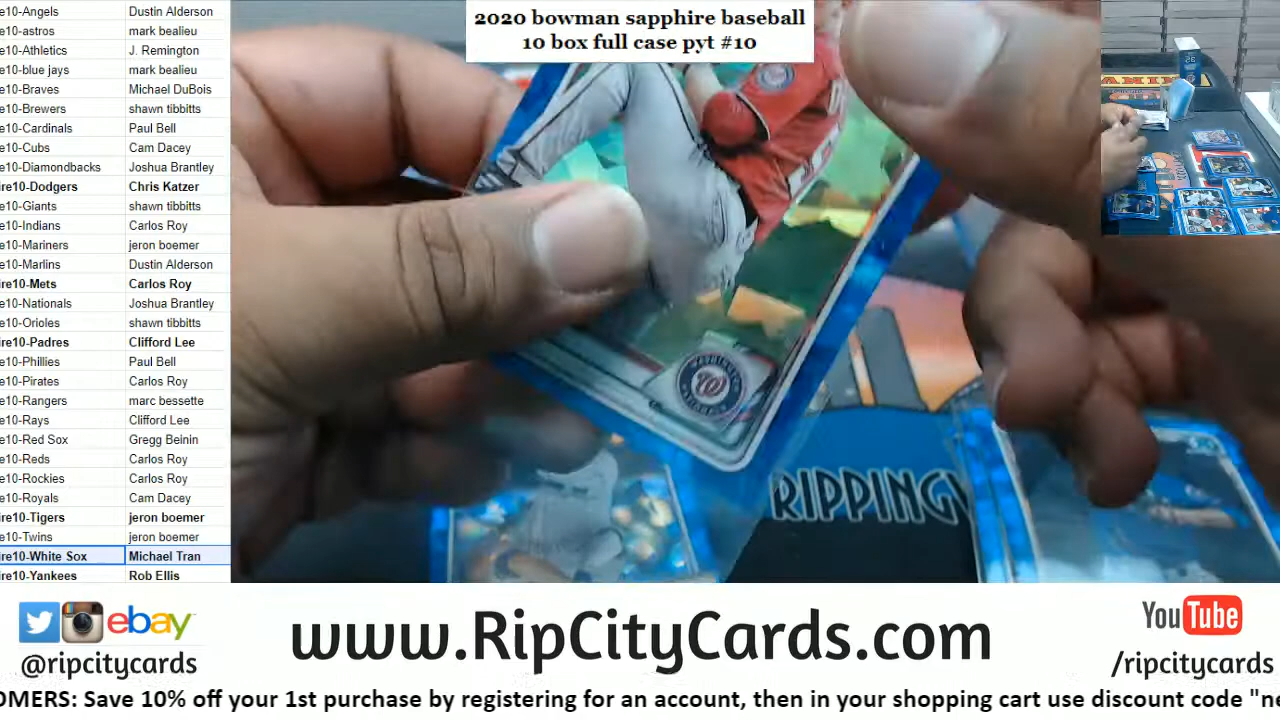 2020 bowman sapphire baseball
10 box full case pyt #10
e10-Angels Dustin Alderson
e10-astros mark bealieu
e10-Athletics J. Remington
e10-blue jays mark bealieu
e10-Braves Michael DuBois
e10-Brewers shawn tibbitts
e10-Cardinals Paul Bell
e10-Cubs Cam Dacey
e10-Diamondbacks Joshua Brantley
ire10-Dodgers Chris Katzer
e10-Giants shawn tibbitts
e10-Indians Carlos Roy
e10-Mariners jeron boemer
e10-Marlins Dustin Alderson
ire10-Mets Carlos Roy
e10-Nationals Joshua Brantley
e10-Orioles shawn tibbitts
ire10-Padres Clifford Lee
e10-Phillies Paul Bell
e10-Pirates Carlos Roy
e10-Rangers marc bessette
e10-Rays Clifford Lee
e10-Red Sox Gregg Beinin
e10-Reds Carlos Roy
e10-Rockies Carlos Roy
e10-Royals Cam Dacey
ire10-Tigers jeron boemer
e10-Twins jeron boemer
ire10-White Sox Michael Tran
ire10-Yankees Rob Ellis
W
RIPPING
ebay
@ripcitycards
www.RipCityCards.com
YouTube
/ripcitycards
OMERS: Save 10% off your 1st purchase by registering for an account, then in your shopping cart use discount code "ne